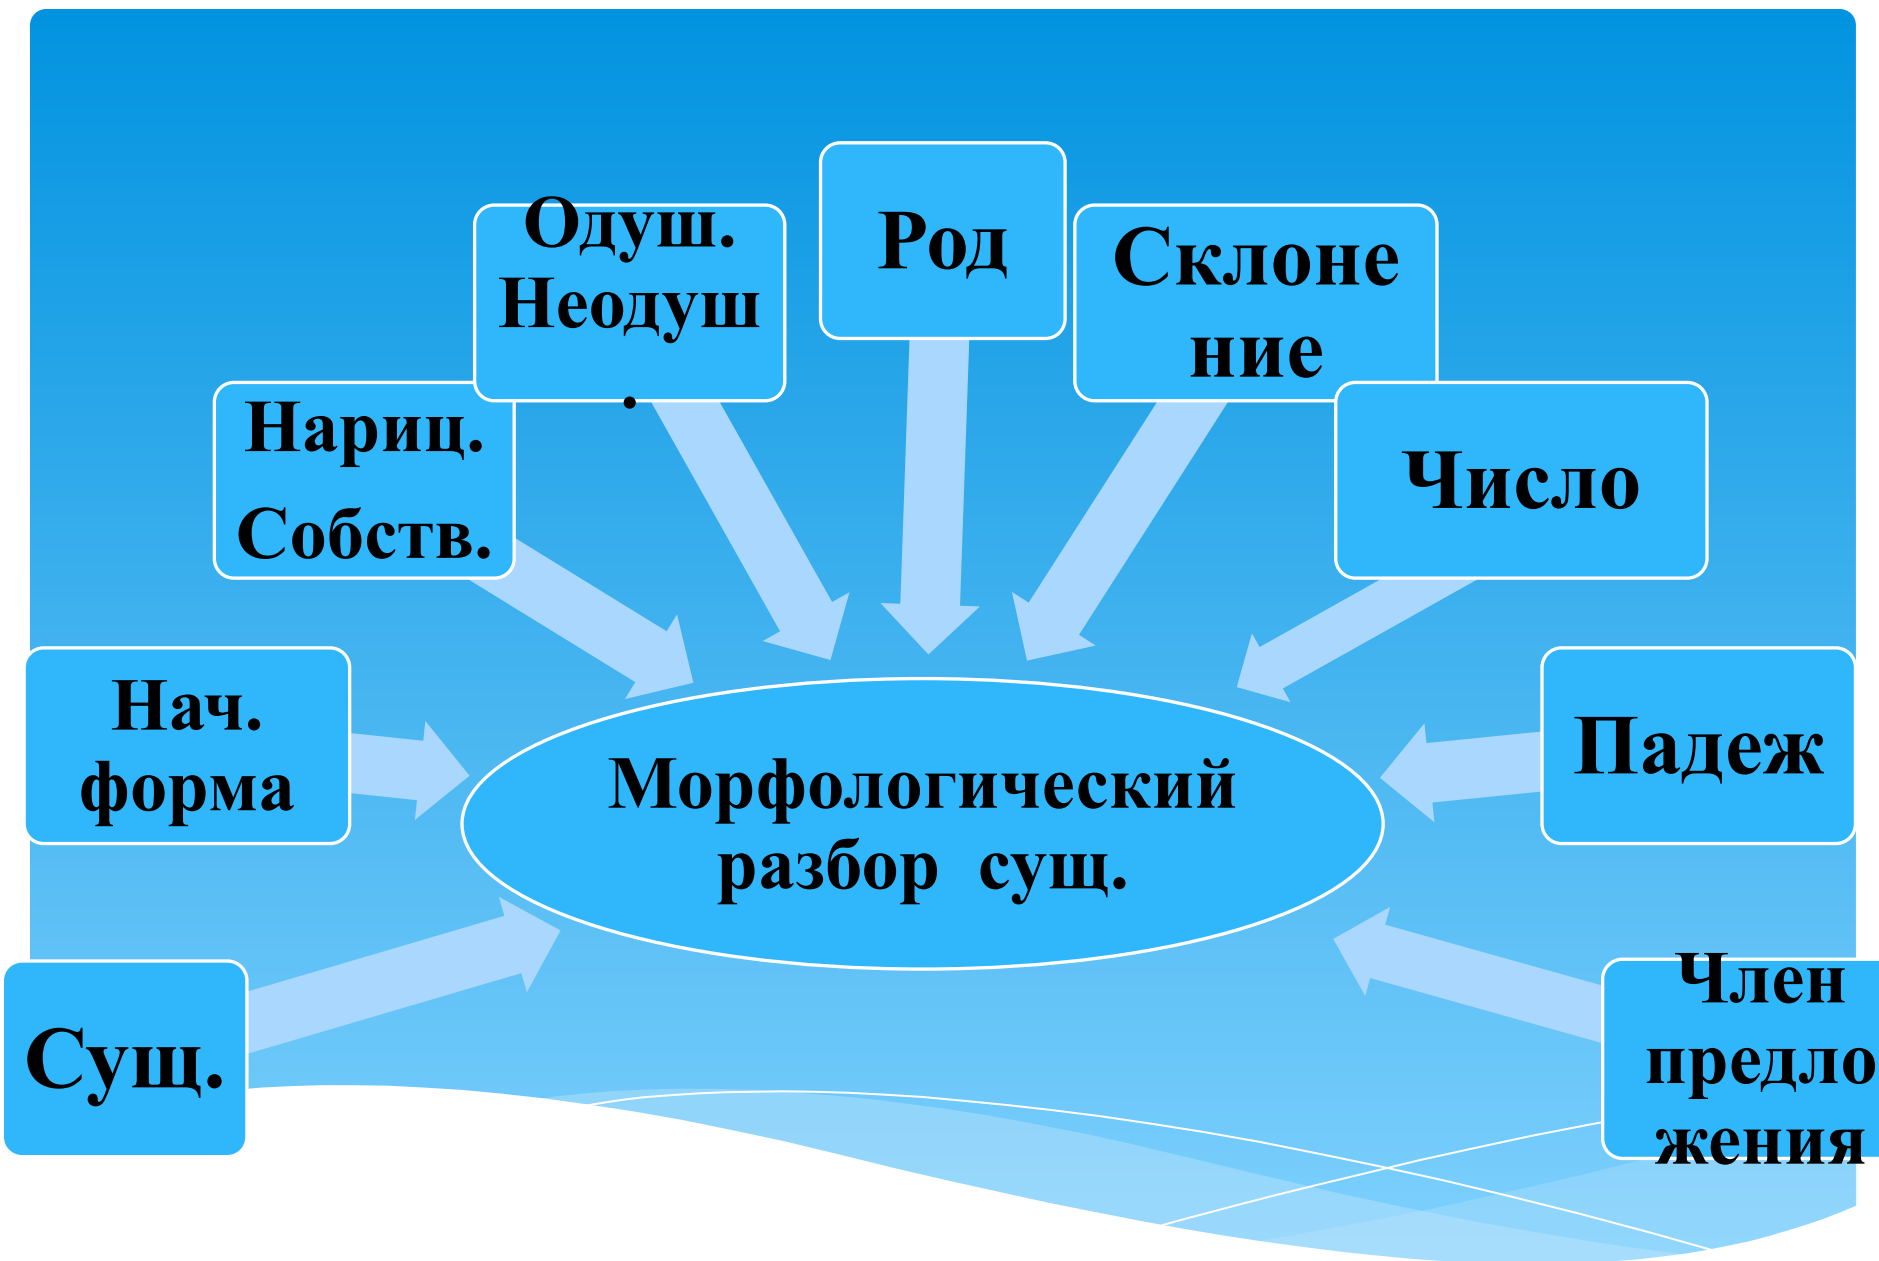 Сущ.
Нач.
форма
Нариц.
Собств.
Одуш.
Неодуш
.
Род
Склоне
ние
Число
Падеж
Член
предло
жения
Морфологический
разбор сущ.